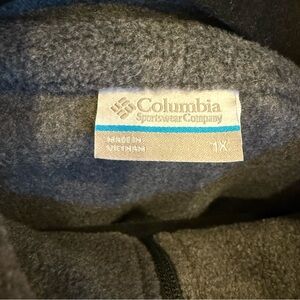 Columbia
Sportswear Company
MADE IN
VIETNAM
1X